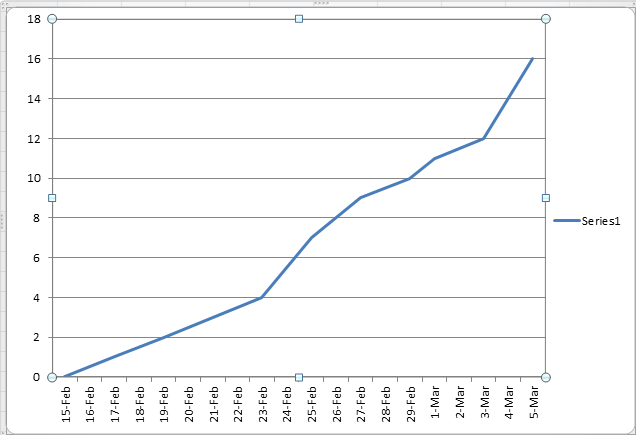 18
16
14
12
10
8
6
4
2
0
15-Feb
16-Feb
17-Feb
18-Feb
19-Feb
20-Feb
21-Feb
22-Feb
23-Feb
24-Feb
25-Feb
26-Feb
27-Feb
28-Feb
29-Feb
1-Mar
2-Mar
3-Mar
4-Mar
5-Mar
Series1